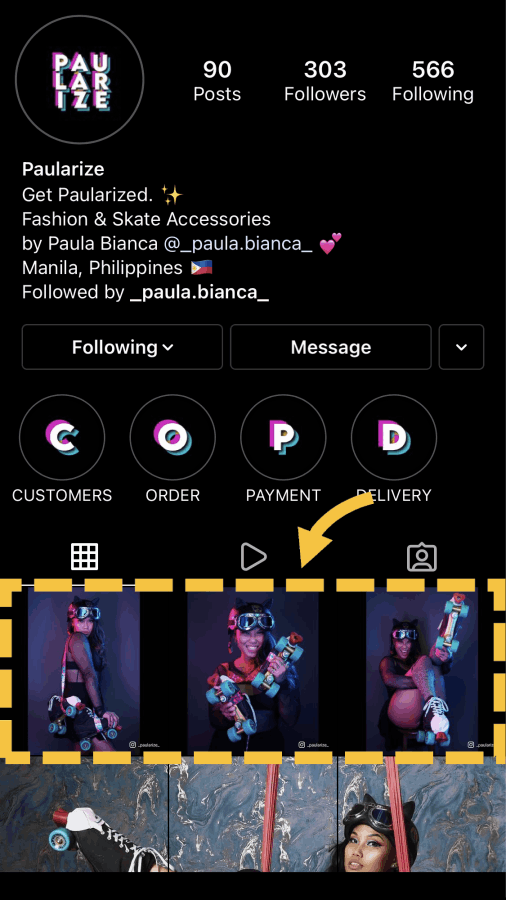 PAU
LAR
IZE
90
Posts
303
Followers
566
Following
Paularize
Get Paularized. ✨
Fashion & Skate Accessories
by Paula Bianca @_paula.bianca_ 💕
Manila, Philippines 🇵🇭
Followed by _paula.bianca_
Following
Message
C
O
P
D
CUSTOMERS
ORDER
PAYMENT
DELIVERY
_paularize_
_paularize_
_paularize_